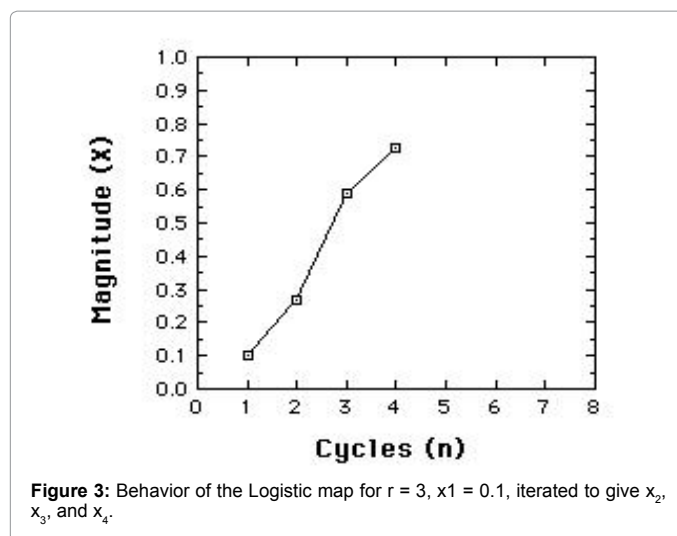 1.0
0.9
0.8
0.7
0.6
0.5
0.4
0.3
0.2
0.1
0.0
Magnitude (x)
0 1 2 3 4 5 6 7 8
Cycles (n)
Figure 3: Behavior of the Logistic map for r = 3, x1 = 0.1, iterated to give x₂,
x₃, and x₄.